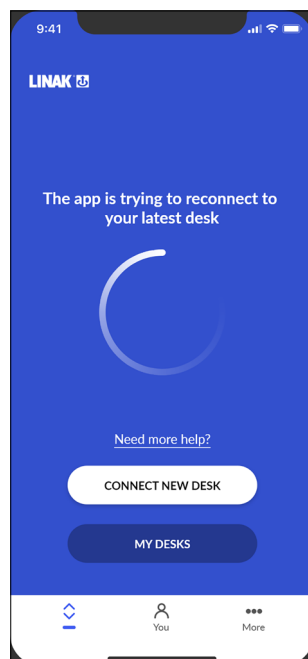 9:41
LINAK
The app is trying to reconnect to
your latest desk
Need more help?
CONNECT NEW DESK
MY DESKS
You
More